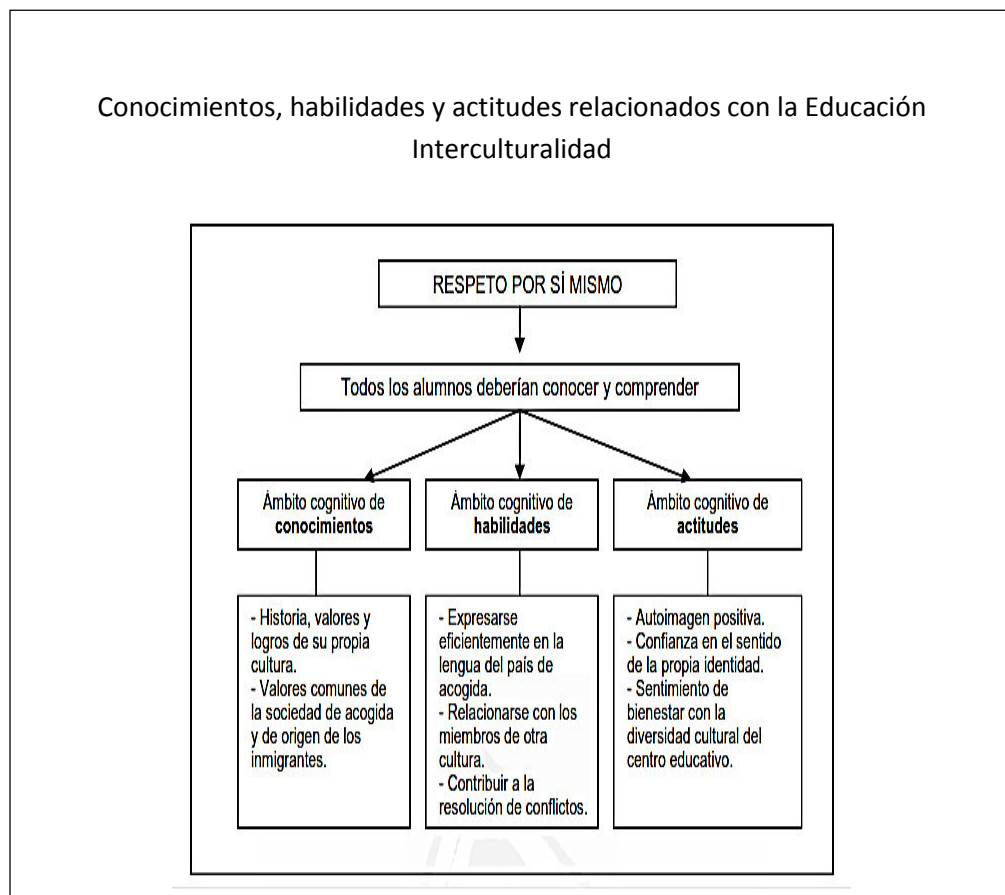 Conocimientos, habilidades y actitudes relacionados con la Educación
Interculturalidad
RESPETO POR SÍ MISMO
Todos los alumnos deberían conocer y comprender
Ámbito cognitivo de
conocimientos
Ámbito cognitivo de
habilidades
Ámbito cognitivo de
actitudes
- Historia, valores y
logros de su propia
cultura.
- Valores comunes de
la sociedad de acogida
y de origen de los
inmigrantes.
- Expresarse
eficientemente en la
lengua del país de
acogida.
- Relacionarse con los
miembros de otra
cultura.
- Contribuir a la
resolución de conflictos.
- Autoimagen positiva.
- Confianza en el sentido
de la propia identidad.
- Sentimiento de
bienestar con la
diversidad cultural del
centro educativo.